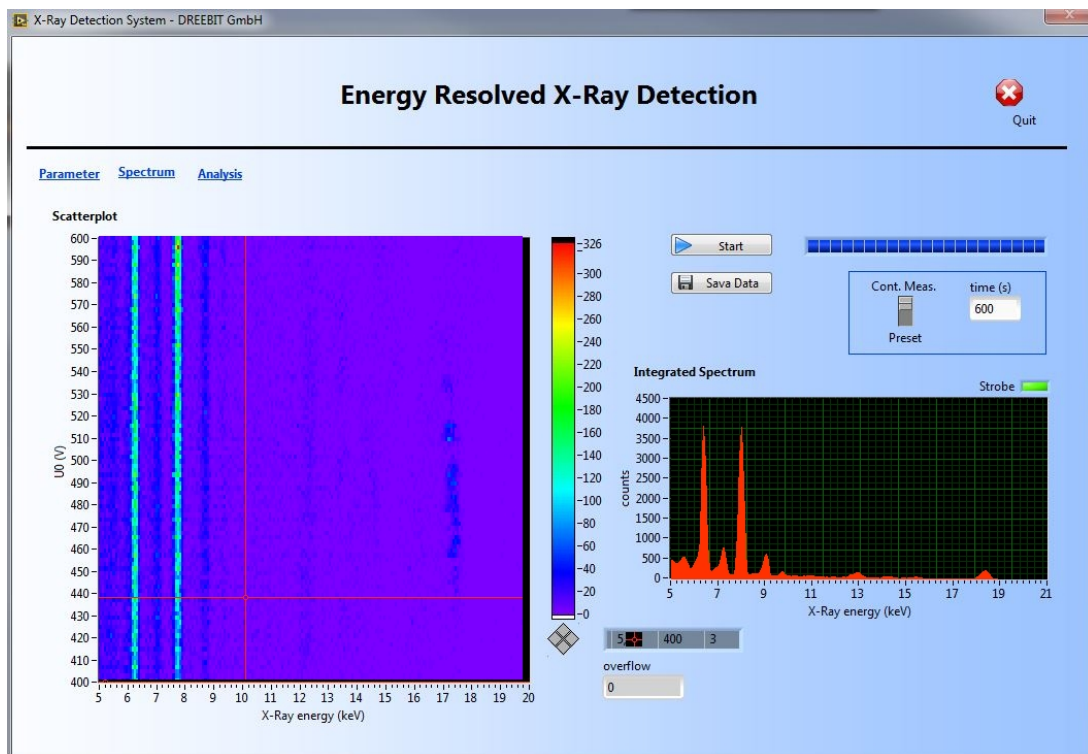 X-Ray Detection System - DREEBIT GmbH
Energy Resolved X-Ray Detection
Quit
Parameter Spectrum Analysis
Scatterplot
600
590
580
570
560
550
540
530
520
510
500
490
480
470
460
450
440
430
420
410
400
U0 (V)
5 6 7 8 9 10 11 12 13 14 15 16 17 18 19 20
X-Ray energy (keV)
326
300
280
260
240
220
200
180
160
140
120
100
80
60
40
20
0
Start
Sava Data
Cont. Meas.
Preset
time (s)
600
Integrated Spectrum
Strobe
4500
4000
3500
3000
2500
2000
1500
1000
500
0
counts
5 7 9 11 13 15 17 19 21
X-Ray energy (keV)
400 3
overflow
0